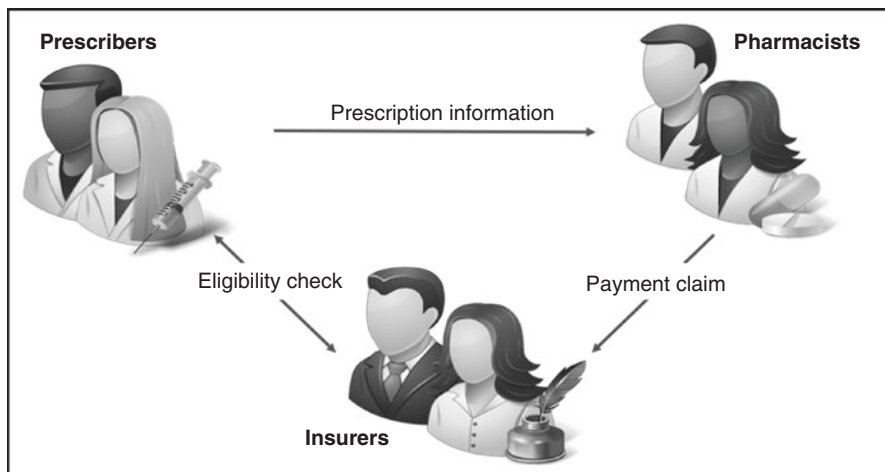 Prescribers
Pharmacists
Prescription information
Eligibility check
Payment claim
Insurers